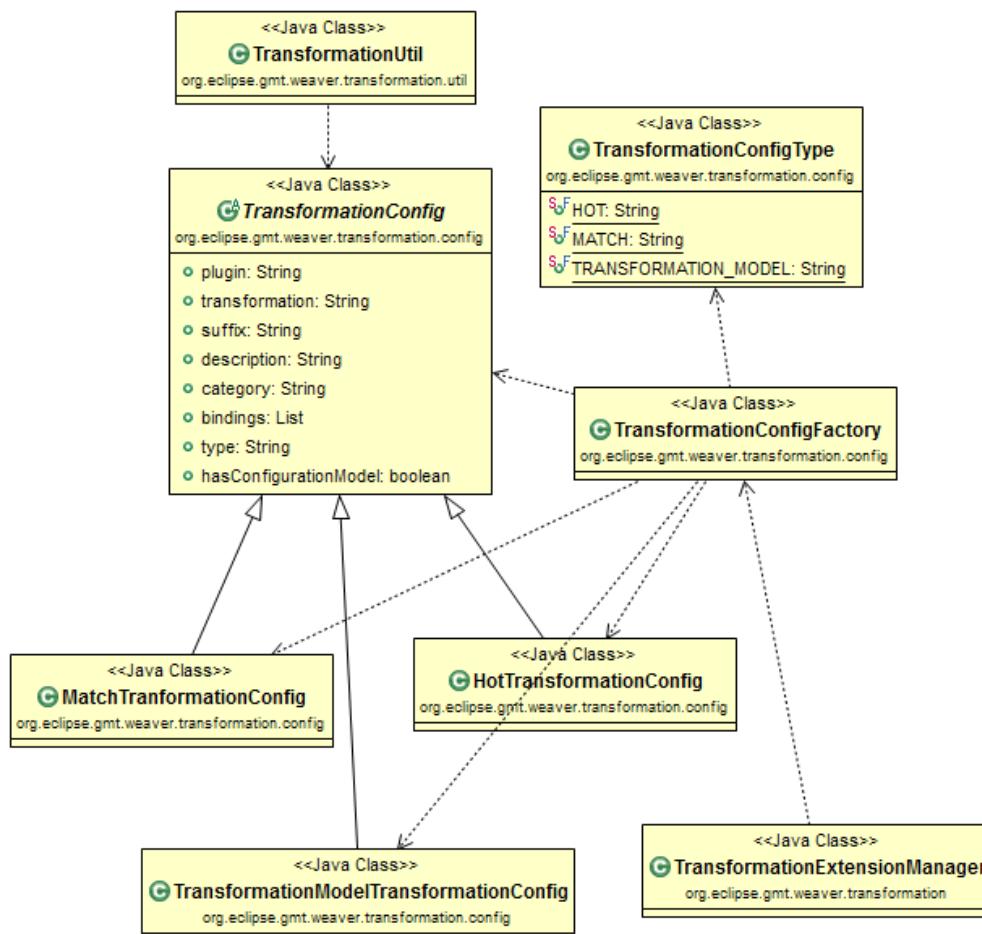 <<Java Class>>
TransformationUtil
org.eclipse.gmt.weaver.transformation.util
<<Java Class>>
TransformationConfigType
org.eclipse.gmt.weaver.transformation.config
HOT: String
MATCH: String
TRANSFORMATION_MODEL: String
<<Java Class>>
TransformationConfig
org.eclipse.gmt.weaver.transformation.config
plugin: String
transformation: String
suffix: String
description: String
category: String
bindings: List
type: String
hasConfigurationModel: boolean
<<Java Class>>
TransformationConfigFactory
org.eclipse.gmt.weaver.transformation.config
<<Java Class>>
MatchTranformationConfig
org.eclipse.gmt.weaver.transformation.config
<<Java Class>>
HotTransformationConfig
org.eclipse.gmt.weaver.transformation.config
<<Java Class>>
TransformationModelTransformationConfig
org.eclipse.gmt.weaver.transformation.config
<<Java Class>>
TransformationExtensionManager
org.eclipse.gmt.weaver.transformation